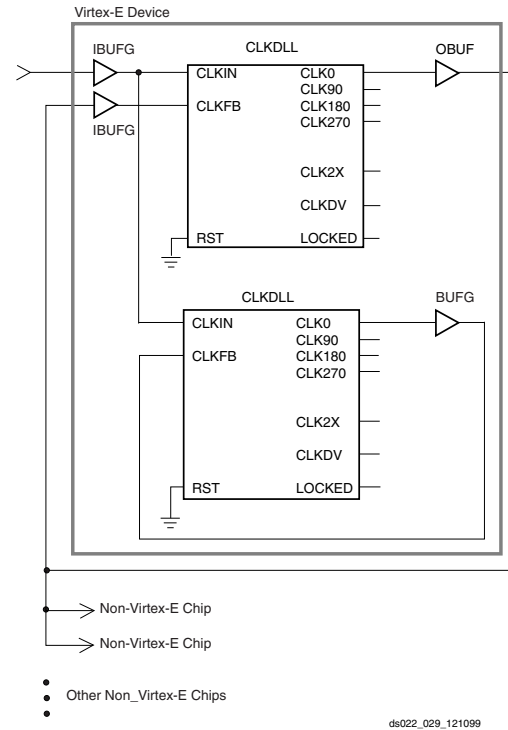 Virtex-E Device
IBUFG
CLKDLL
OBUF
CLKIN
CLK0
CLK90
CLKFB
CLK180
IBUFG
CLK270
CLK2X
CLKDV
RST
LOCKED
CLKDLL
BUFG
CLKIN
CLK0
CLK90
CLKFB
CLK180
CLK270
CLK2X
CLKDV
RST
LOCKED
Non-Virtex-E Chip
Non-Virtex-E Chip
Other Non_Virtex-E Chips
ds022_029_121099